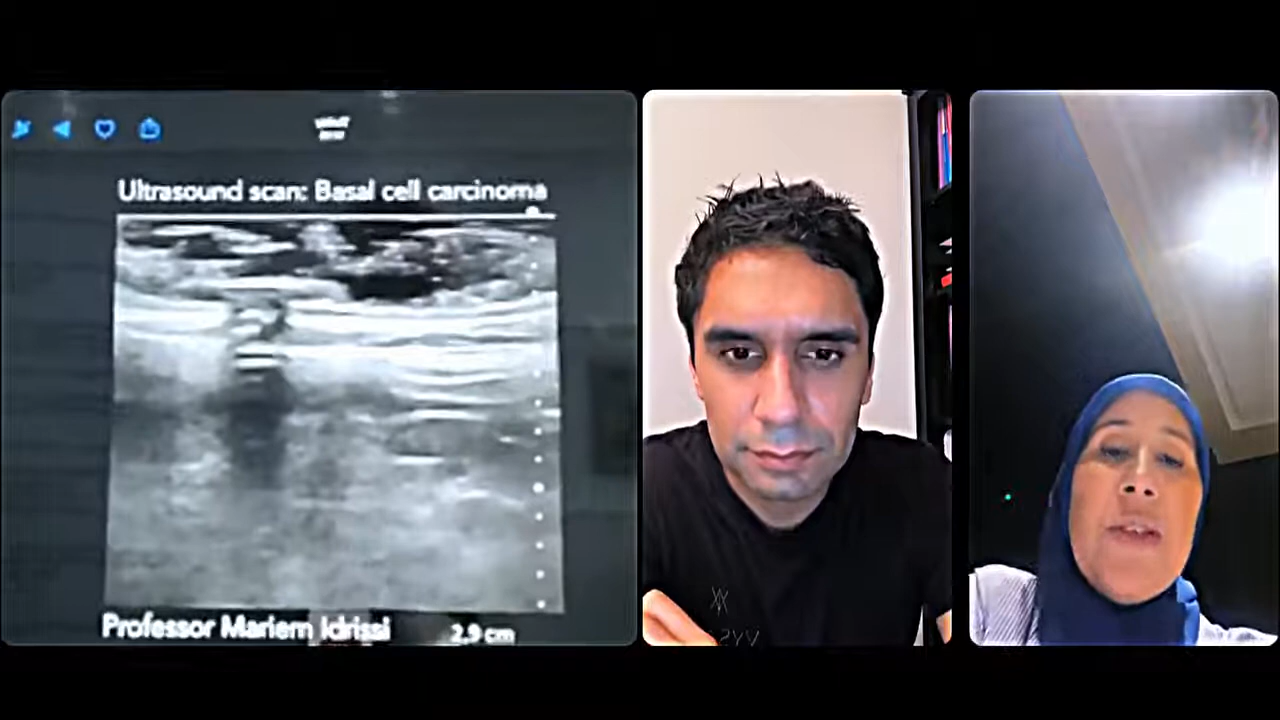 Ultrasound scan: Basal cell carcinoma
Professor Mariem Idrissi
2.9 cm